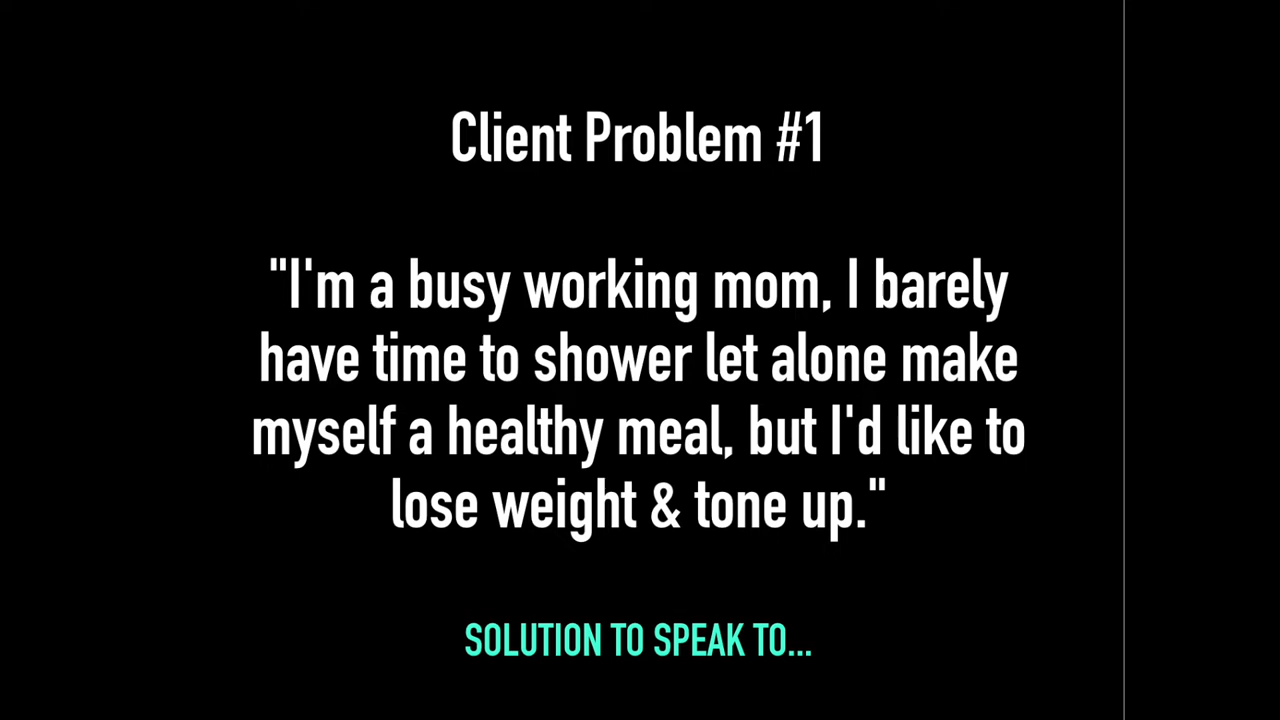 Client Problem #1
"I'm a busy working mom, I barely
have time to shower let alone make
myself a healthy meal, but I'd like to
lose weight & tone up."
SOLUTION TO SPEAK TO...